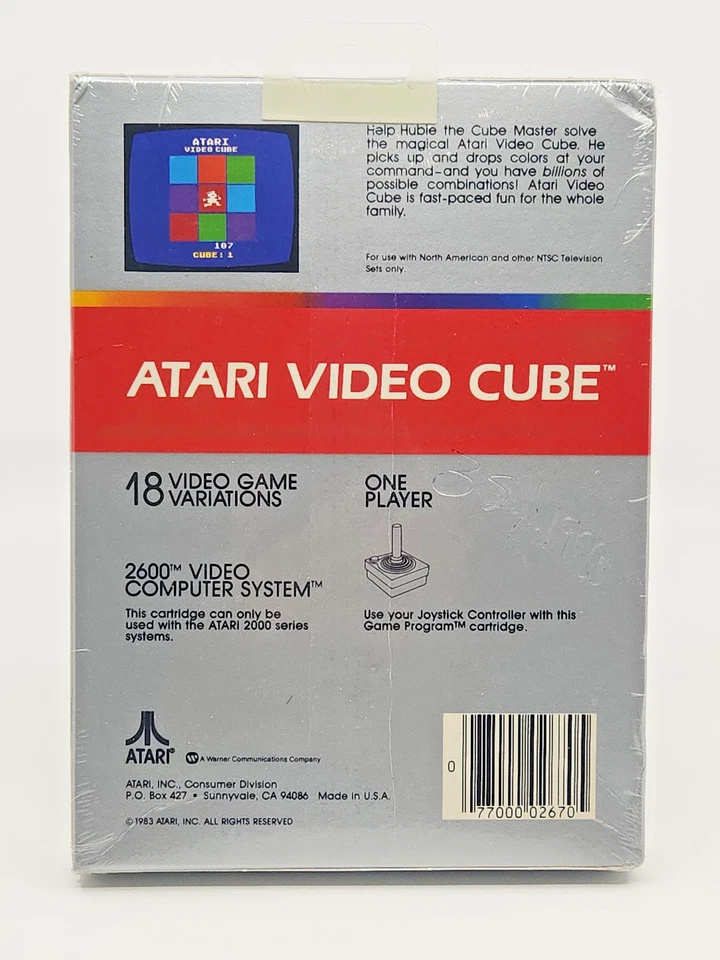 ATARI
VIDEO CUBE
107
CUBE: 1
Help Hubie the Cube Master solve
the magical Atari Video Cube. He
picks up and drops colors at your
command–and you have billions of
possible combinations! Atari Video
Cube is fast-paced fun for the whole
family.
For use with North American and other NTSC Television
Sets only.
ATARI VIDEO CUBE™
18 VIDEO GAME
VARIATIONS
ONE
PLAYER
2600™ VIDEO
COMPUTER SYSTEM™
This cartridge can only be
used with the ATARI 2000 series
systems.
Use your Joystick Controller with this
Game Program™ cartridge.
ATARI®
A Warner Communications Company
ATARI, INC., Consumer Division
P.O. Box 427 • Sunnyvale, CA 94086 Made in U.S.A.
© 1983 ATARI, INC. ALL RIGHTS RESERVED
0 77000 02670